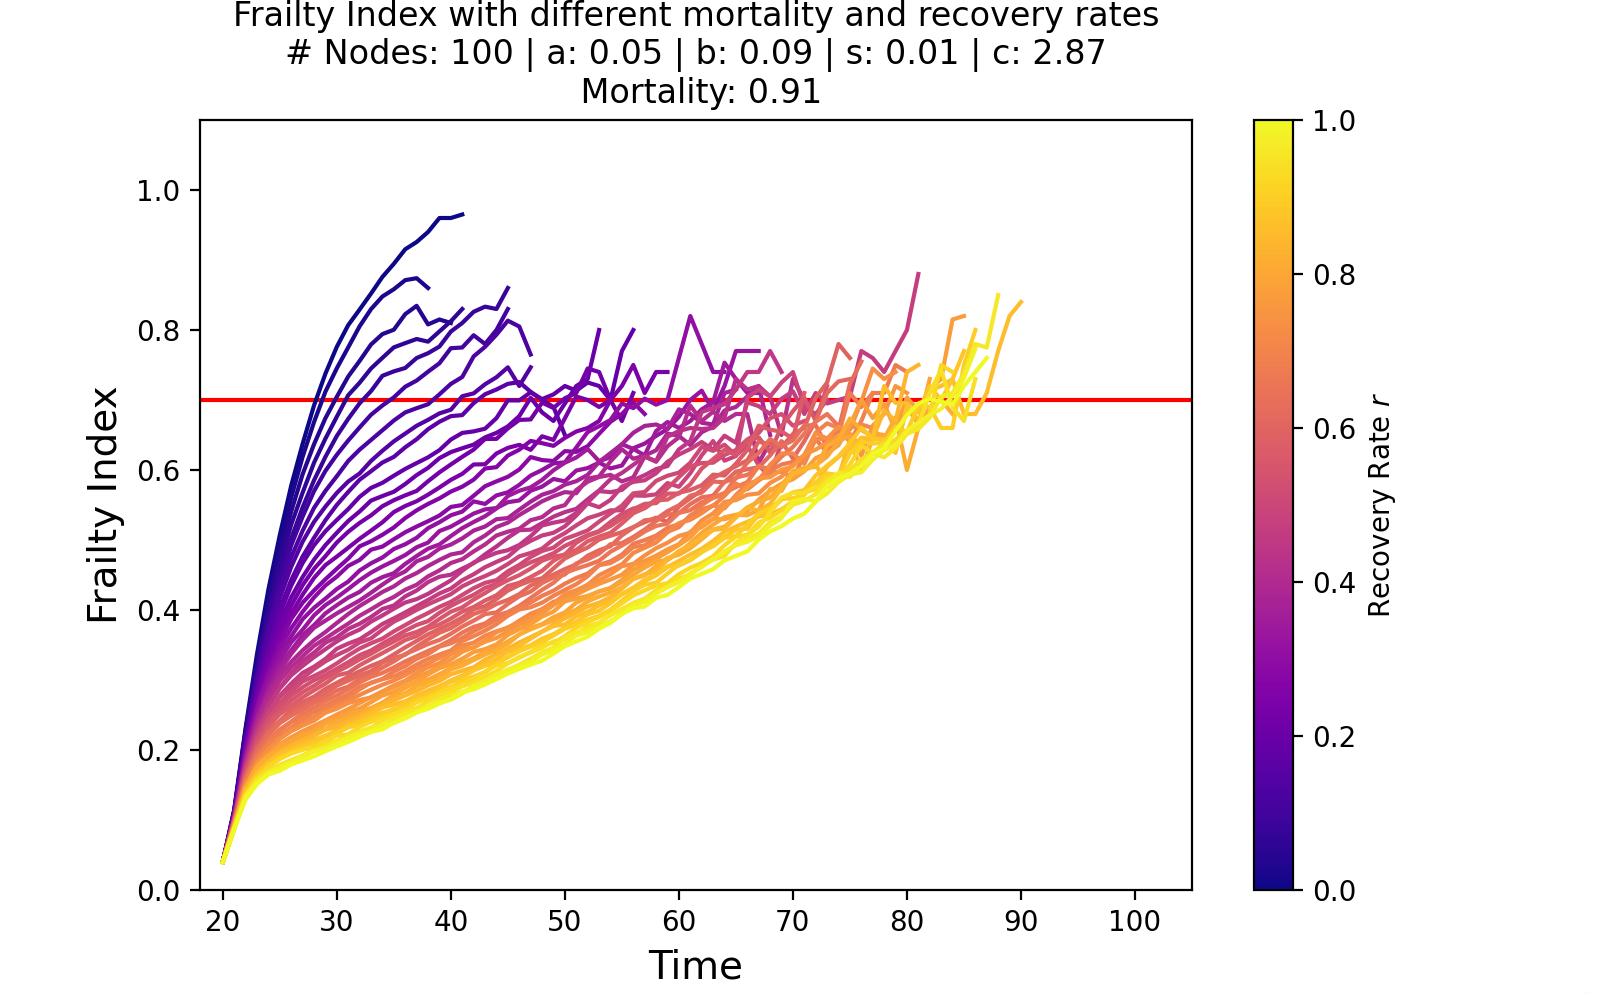 Frailty Index with different mortality and recovery rates
# Nodes: 100 | a: 0.05 | b: 0.09 | s: 0.01 | c: 2.87
Mortality: 0.91
Frailty Index
1.0
0.8
0.6
0.4
0.2
0.0
20 30 40 50 60 70 80 90 100
Time
1.0
0.8
0.6
0.4
0.2
0.0
Recovery Rate r